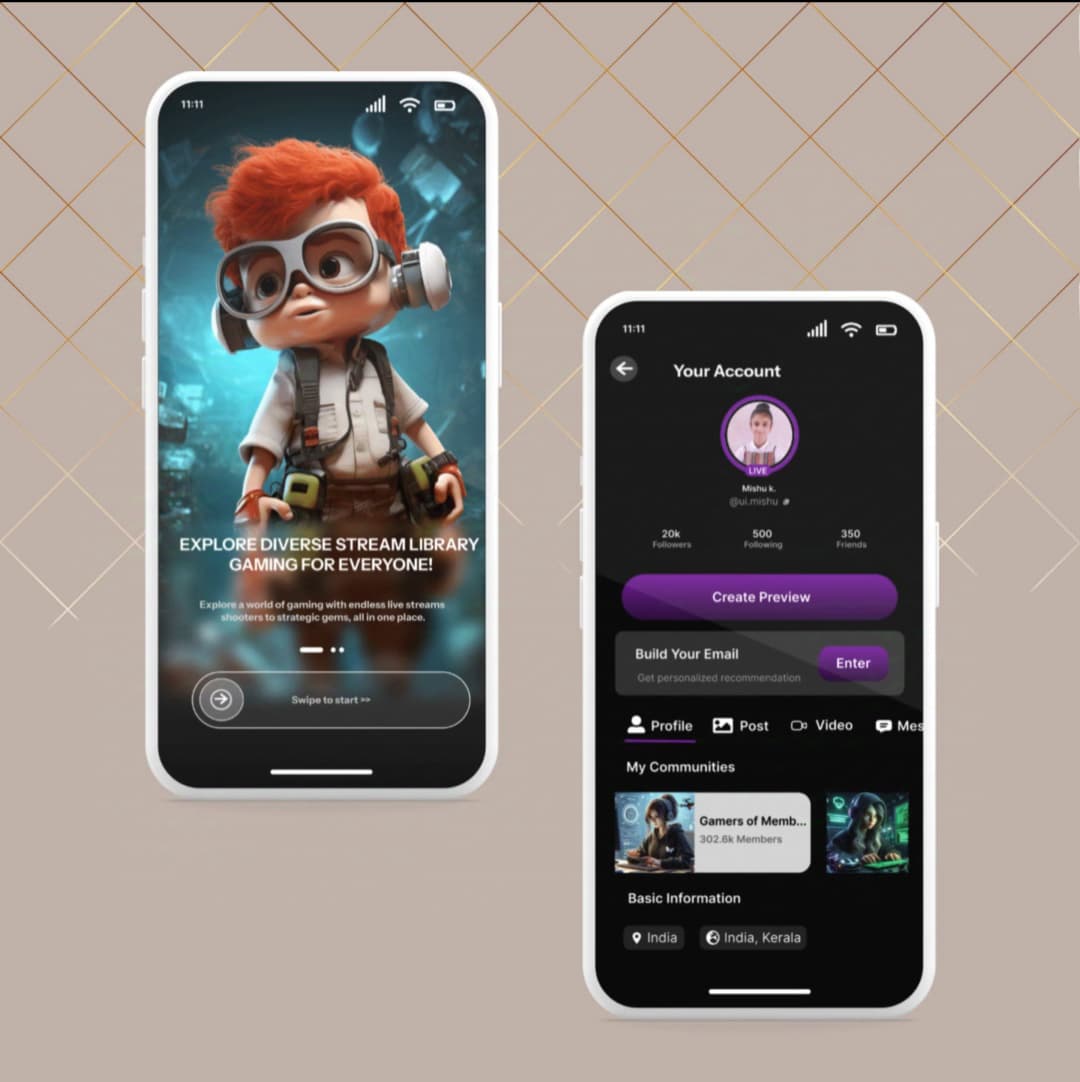 11:11
EXPLORE DIVERSE STREAM LIBRARY
GAMING FOR EVERYONE!
Explore a world of gaming with endless live streams
shooters to strategic gems, all in one place.
Swipe to start >>
11:11
Your Account
LIVE
Mishu k.
@ui.mishu
20k 500 350
Followers Following Friends
Create Preview
Build Your Email
Get personalized recommendation
Enter
Profile Post Video Mes
My Communities
Gamers of Memb...
302.6k Members
Basic Information
India India, Kerala